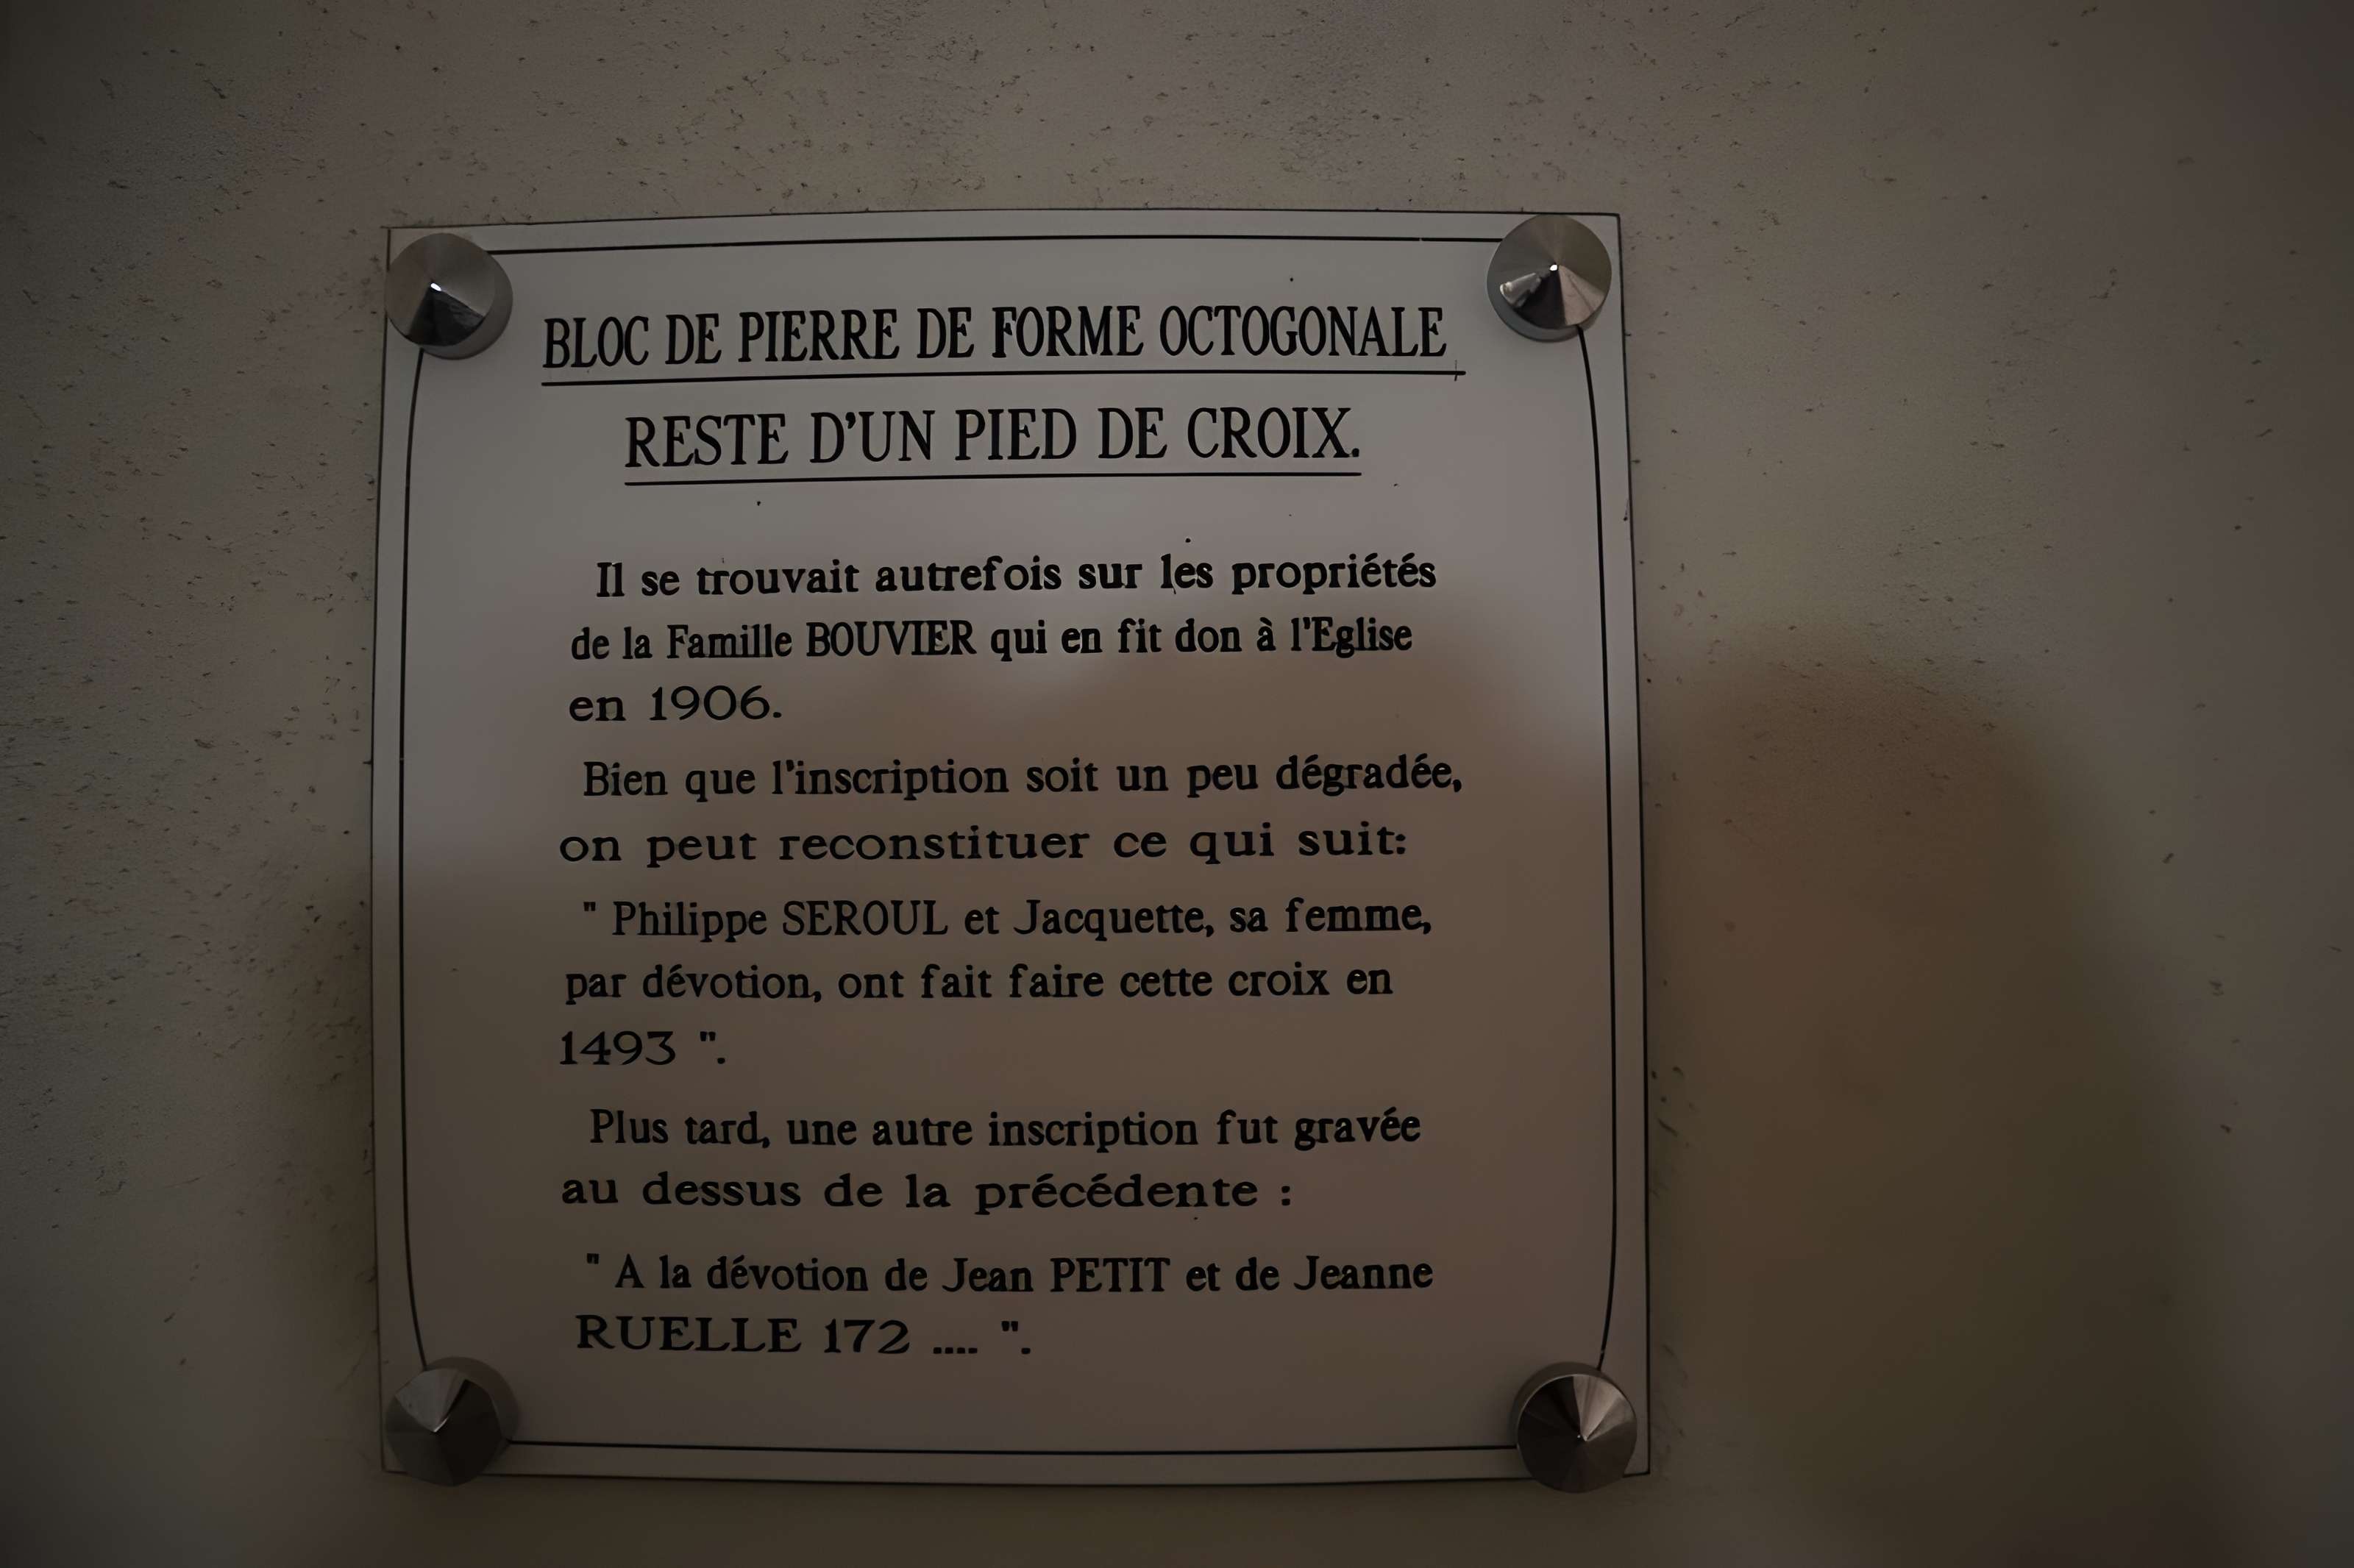 BLOC DE PIERRE DE FORME OCTOGONALE
RESTE D'UN PIED DE CROIX.
Il se trouvait autrefois sur les propriétés
de la Famille BOUVIER qui en fit don à l'Eglise
en 1906.
Bien que l'inscription soit un peu dégradée,
on peut reconstituer ce qui suit:
" Philippe SEROUL et Jacquette, sa femme,
par dévotion, ont fait faire cette croix en
1493 ".
Plus tard, une autre inscription fut gravée
au dessus de la précédente :
" A la dévotion de Jean PETIT et de Jeanne
RUELLE 172 .... ".